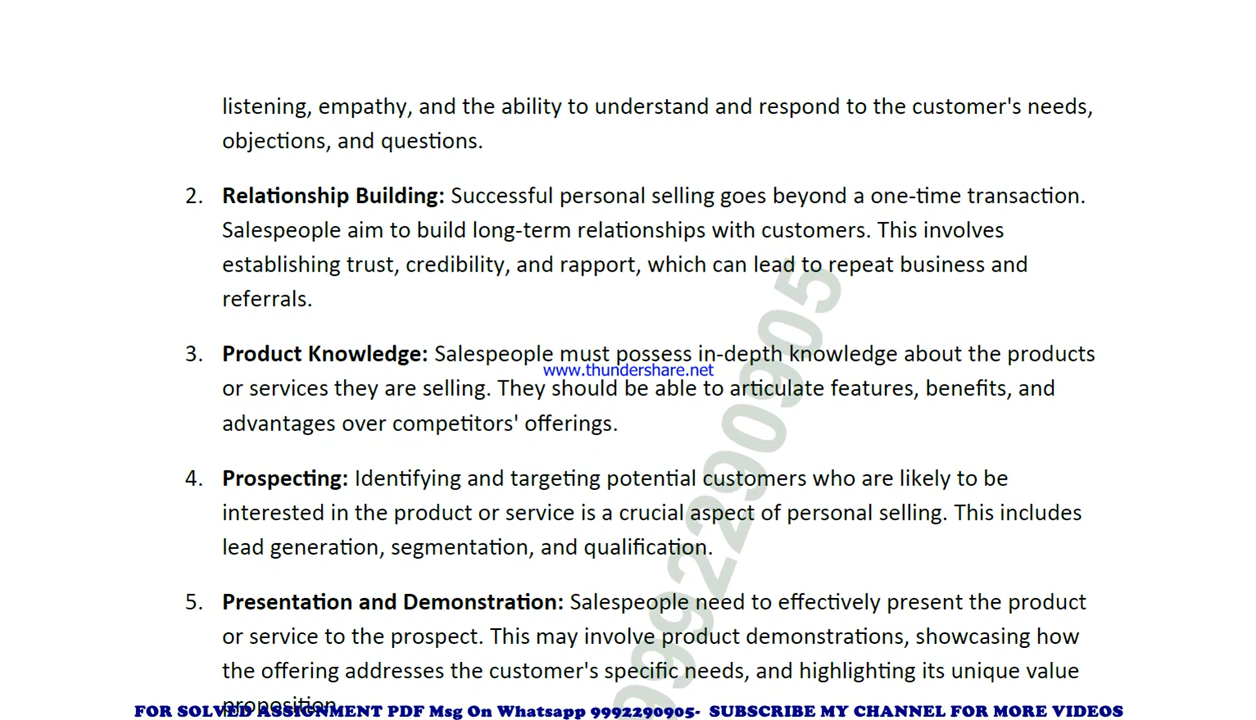 listening, empathy, and the ability to understand and respond to the customer's needs,
objections, and questions.
2. Relationship Building: Successful personal selling goes beyond a one-time transaction.
Salespeople aim to build long-term relationships with customers. This involves
establishing trust, credibility, and rapport, which can lead to repeat business and
referrals.
3. Product Knowledge: Salespeople must possess in-depth knowledge about the products
www.thundershare.net
or services they are selling. They should be able to articulate features, benefits, and
advantages over competitors' offerings.
4. Prospecting: Identifying and targeting potential customers who are likely to be
interested in the product or service is a crucial aspect of personal selling. This includes
lead generation, segmentation, and qualification.
5. Presentation and Demonstration: Salespeople need to effectively present the product
or service to the prospect. This may involve product demonstrations, showcasing how
the offering addresses the customer's specific needs, and highlighting its unique value
proposition.
FOR SOLVED ASSIGNMENT PDF Msg On Whatsapp 9992290905- SUBSCRIBE MY CHANNEL FOR MORE VIDEOS
9992290905